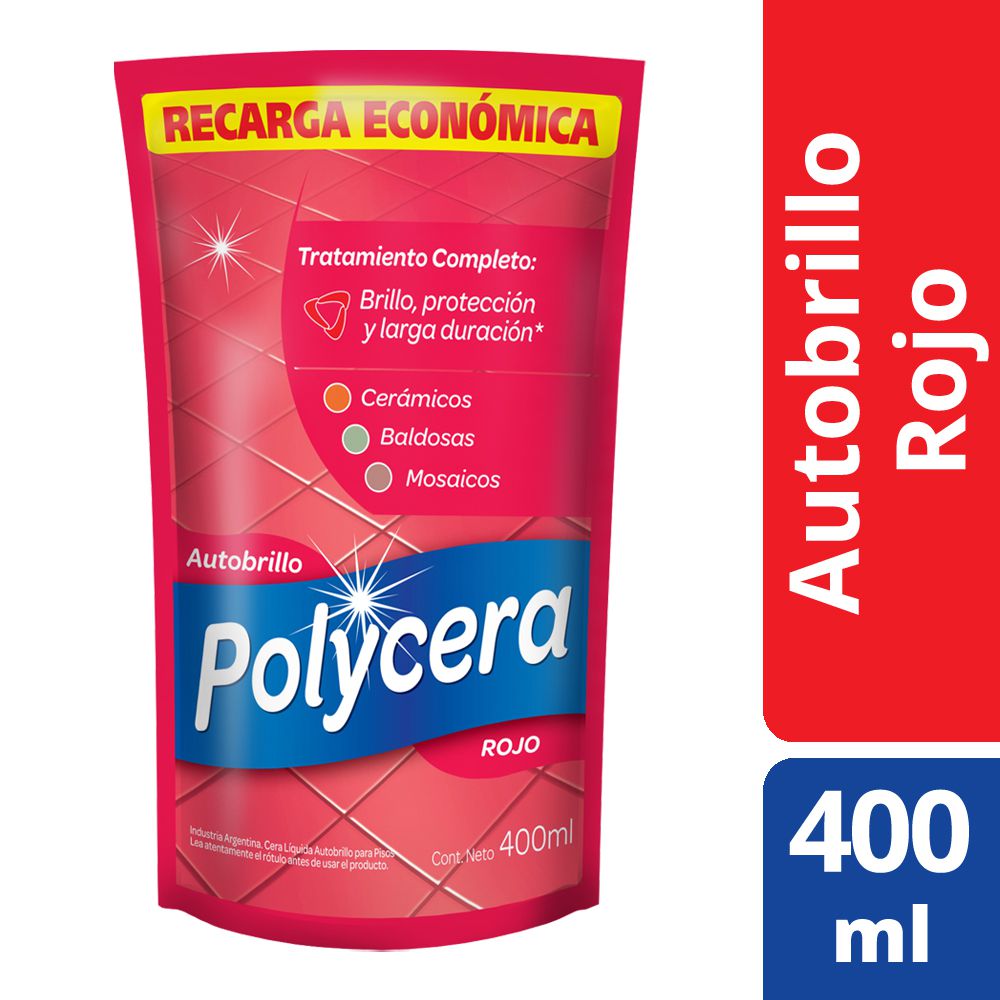 RECARGA ECONÓMICA
Tratamiento Completo:
Brillo, protección
y larga duración*
Cerámicos
Baldosas
Mosaicos
Autobrillo
Polycera
ROJO
Industria Argentina. Cera Líquida Autobrillo para Pisos
Lea atentamente el rótulo antes de usar el producto.
Cont. Neto 400ml
Autobrillo
Rojo
400
ml